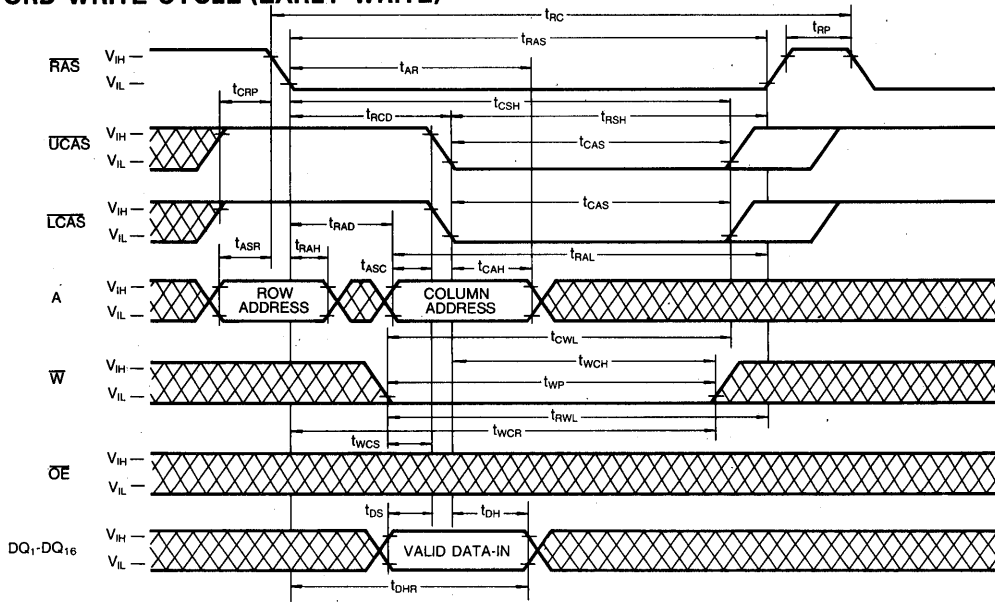 WORD WRITE CYCLE (EARLY WRITE)
tRC
tRAS
tRP
RAS
VIH
VIL
tAR
tCRP
tCSH
tRCD
tRSH
UCAS
VIH
VIL
tCAS
LCAS
VIH
VIL
tCAS
tRAD
tRAL
tASR
tRAH
tASC
tCAH
A
VIH
VIL
ROW
ADDRESS
COLUMN
ADDRESS
tCWL
tWCH
W
VIH
VIL
tWP
tRWL
tWCR
tWCS
OE
VIH
VIL
tDS
tDH
DQ1-DQ16
VIH
VIL
VALID DATA-IN
tDHR